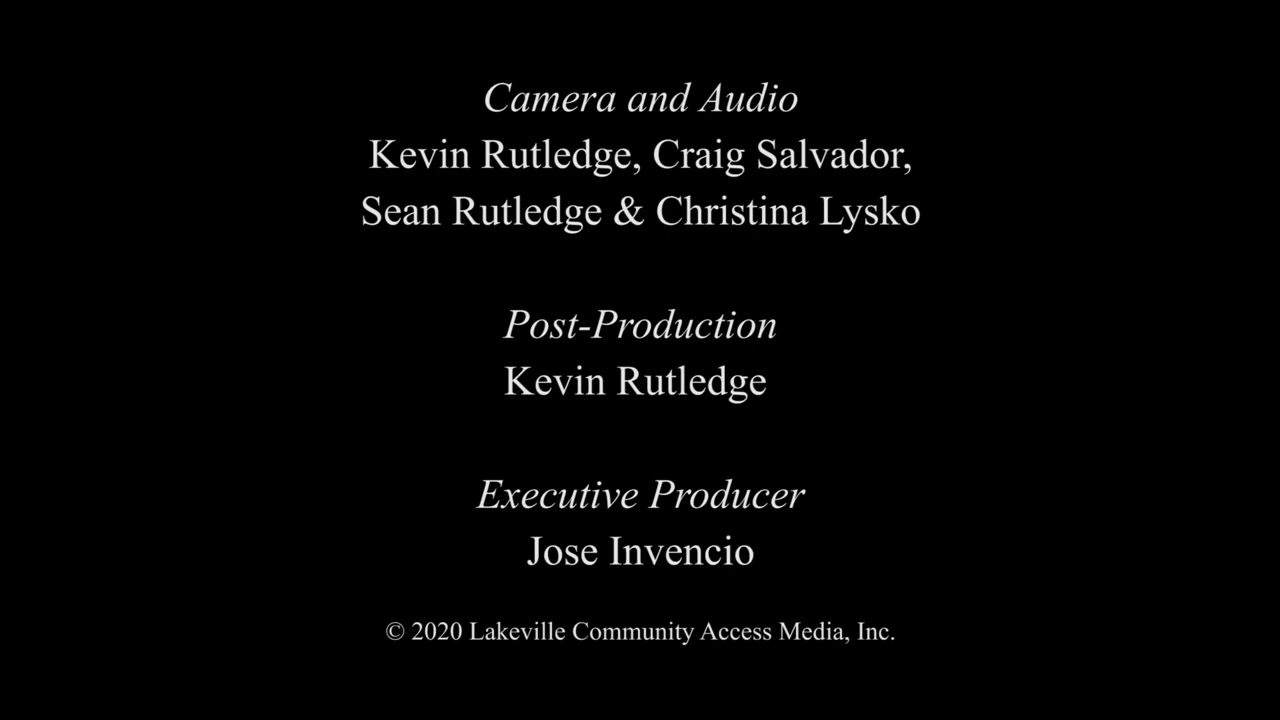 Camera and Audio
Kevin Rutledge, Craig Salvador,
Sean Rutledge & Christina Lysko
Post-Production
Kevin Rutledge
Executive Producer
Jose Invencio
© 2020 Lakeville Community Access Media, Inc.